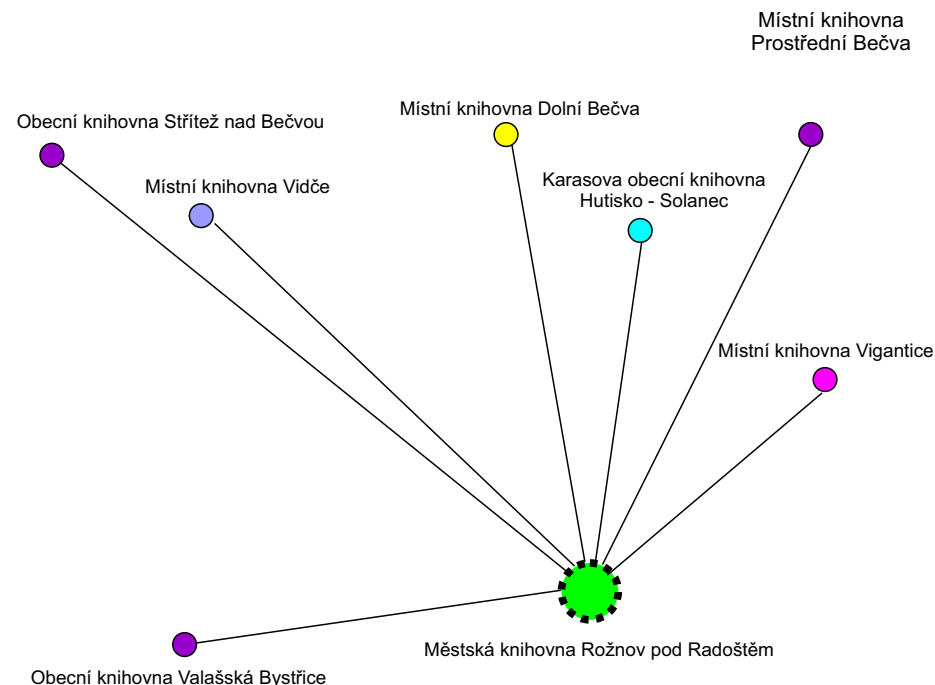 Místní knihovna
Prostřední Bečva
Místní knihovna Dolní Bečva
Obecní knihovna Střítež nad Bečvou
Místní knihovna Vidče
Karasova obecní knihovna
Hutisko - Solanec
Místní knihovna Vigantice
Městská knihovna Rožnov pod Radoštěm
Obecní knihovna Valašská Bystřice